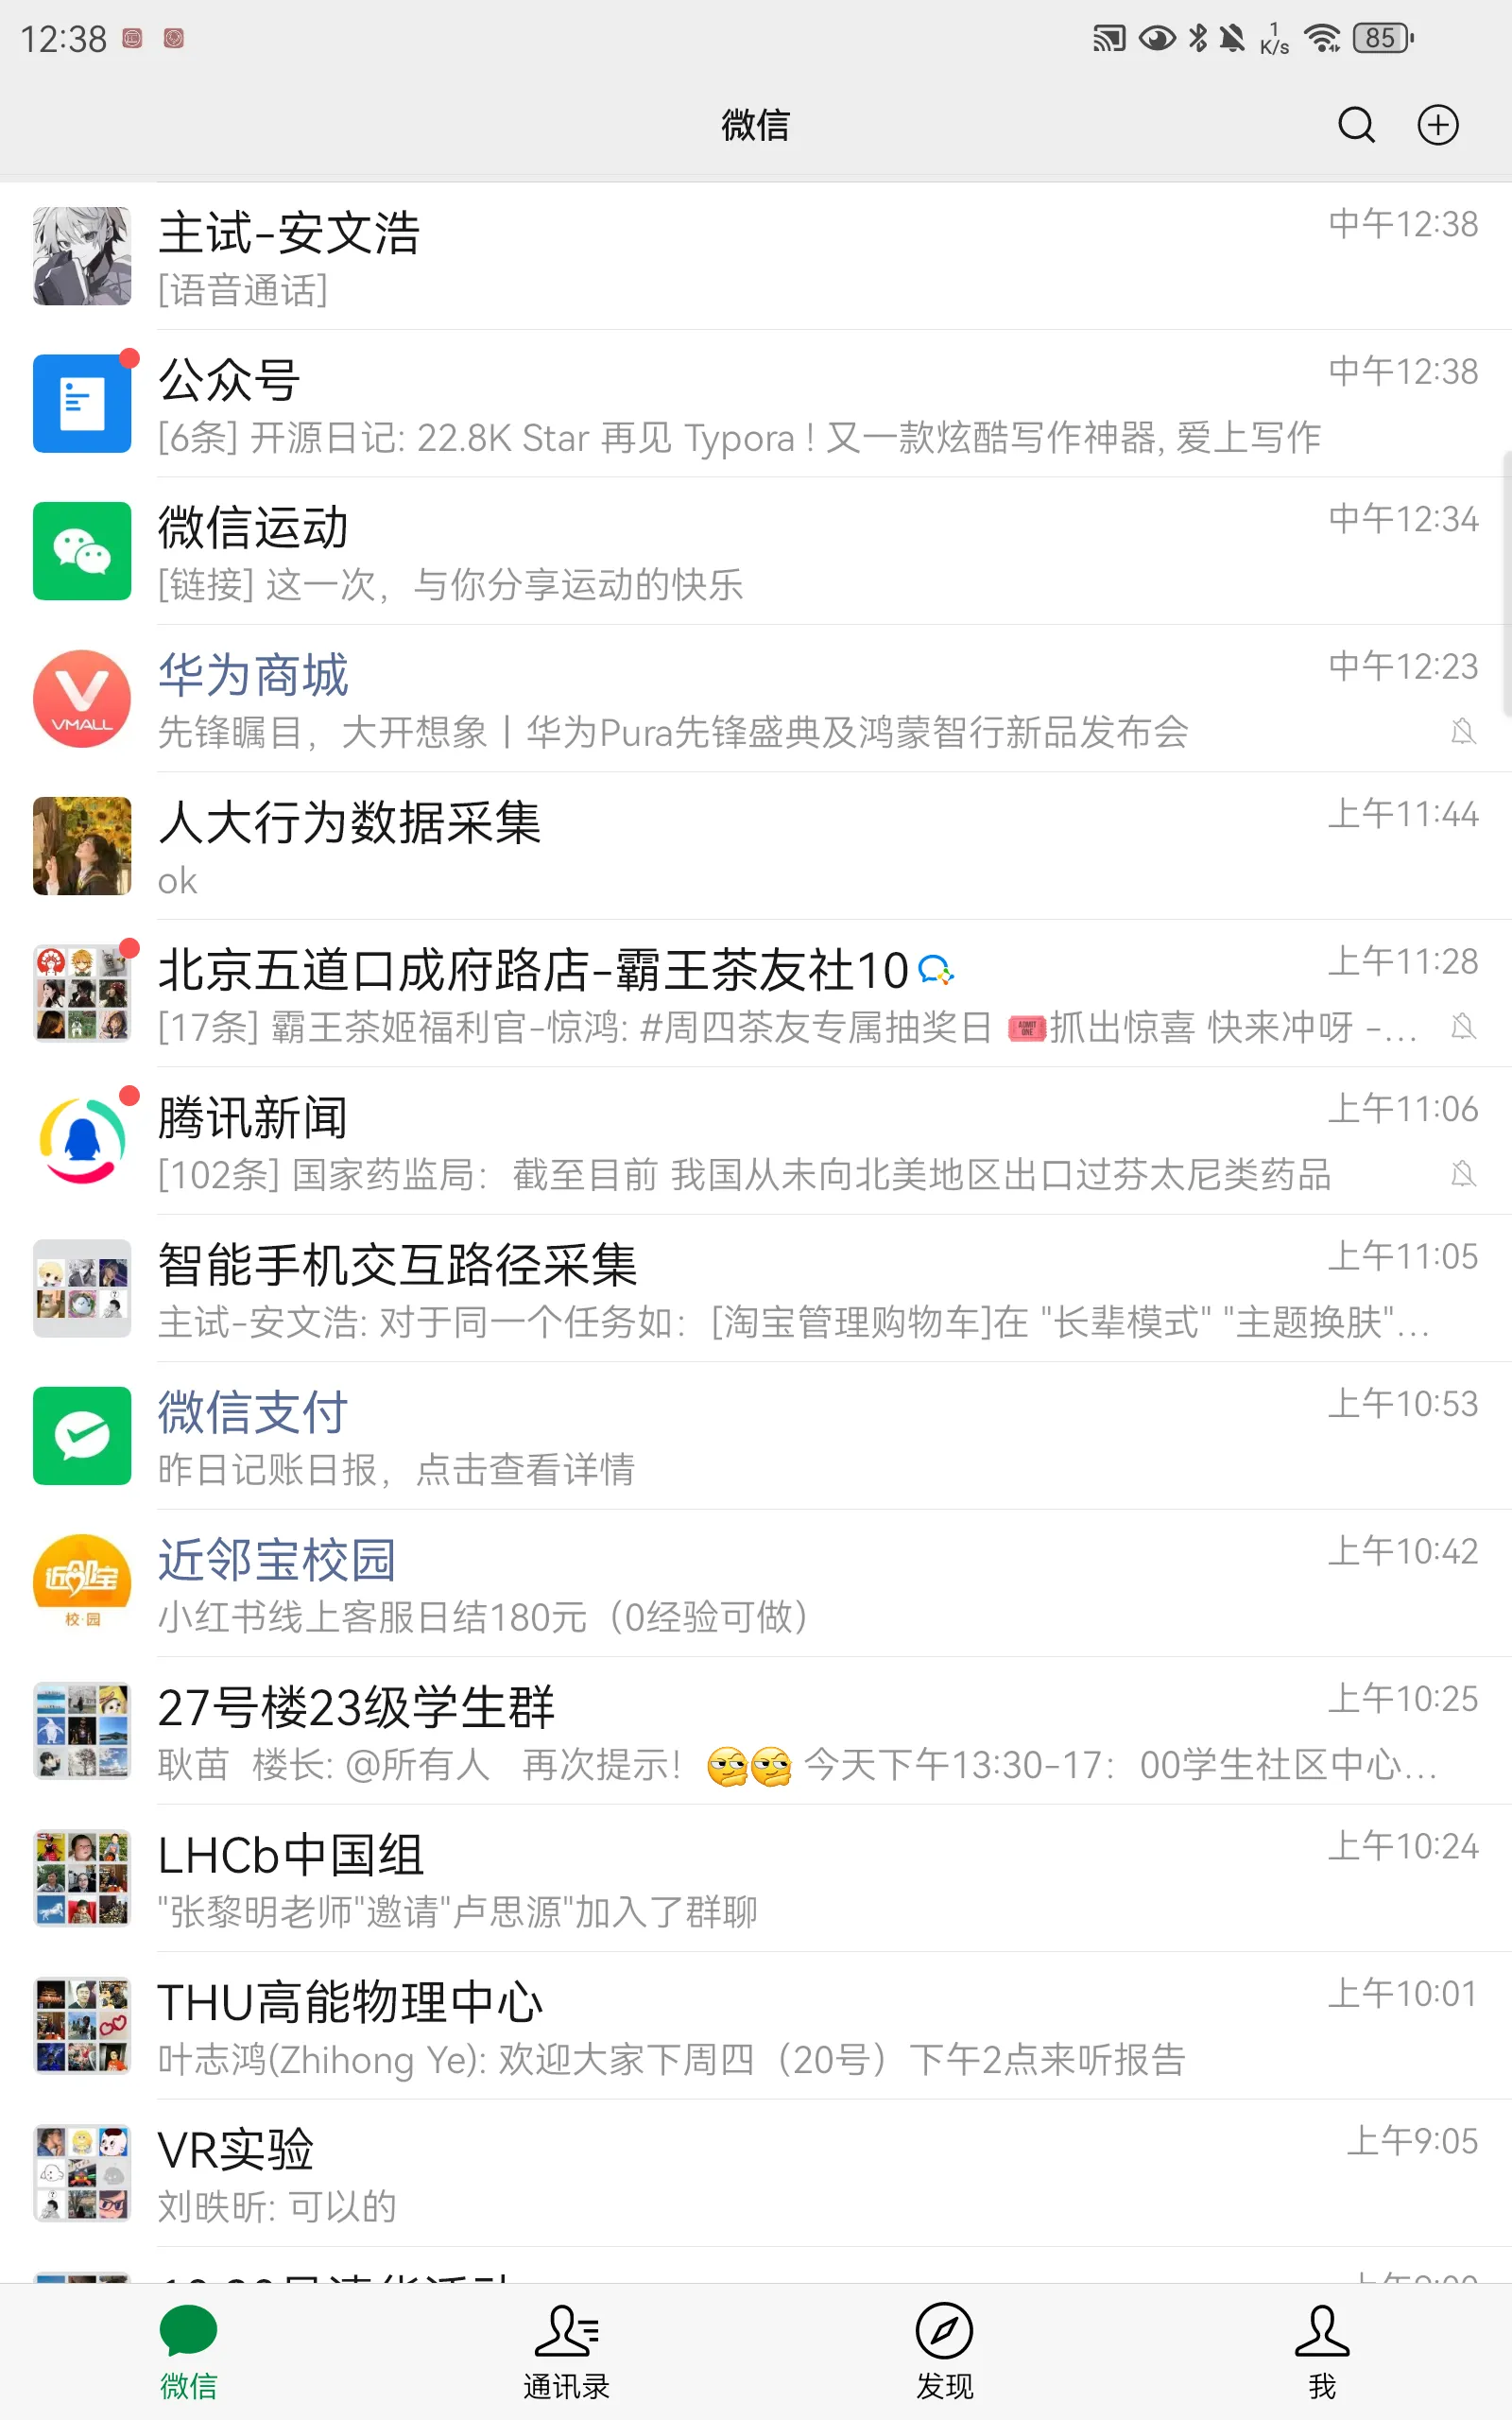 12:38
1 K/s
85
微信
主试-安文浩
中午12:38
[语音通话]
公众号
中午12:38
[6条] 开源日记: 22.8K Star 再见 Typora ! 又一款炫酷写作神器, 爱上写作
微信运动
中午12:34
[链接] 这一次，与你分享运动的快乐
VMALL
华为商城
中午12:23
先锋瞩目，大开想象丨华为Pura先锋盛典及鸿蒙智行新品发布会
人大行为数据采集
上午11:44
ok
北京五道口成府路店-霸王茶友社10
上午11:28
[17条] 霸王茶姬福利官-惊鸿: #周四茶友专属抽奖日 🎟️抓出惊喜 快来冲呀 -...
腾讯新闻
上午11:06
[102条] 国家药监局：截至目前 我国从未向北美地区出口过芬太尼类药品
智能手机交互路径采集
上午11:05
主试-安文浩: 对于同一个任务如：[淘宝管理购物车]在 "长辈模式" "主题换肤"...
微信支付
上午10:53
昨日记账日报，点击查看详情
近邻宝
校·园
近邻宝校园
上午10:42
小红书线上客服日结180元（0经验可做）
27号楼23级学生群
上午10:25
耿苗 楼长: @所有人 再次提示！ 今天下午13:30-17：00学生社区中心...
LHCb中国组
上午10:24
"张黎明老师"邀请"卢思源"加入了群聊
THU高能物理中心
上午10:01
叶志鸿(Zhihong Ye): 欢迎大家下周四（20号）下午2点来听报告
VR实验
上午9:05
刘昳昕: 可以的
微信
通讯录
发现
我